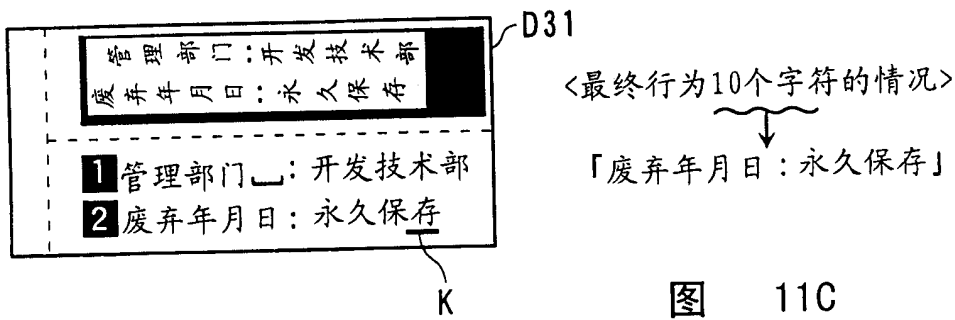 D31
管理部门:开发技术部
废弃年月日:永久保存
1管理部门␣:开发技术部
2废弃年月日:永久保存
K
<最终行为10个字符的情况>
「废弃年月日:永久保存」
图 11C